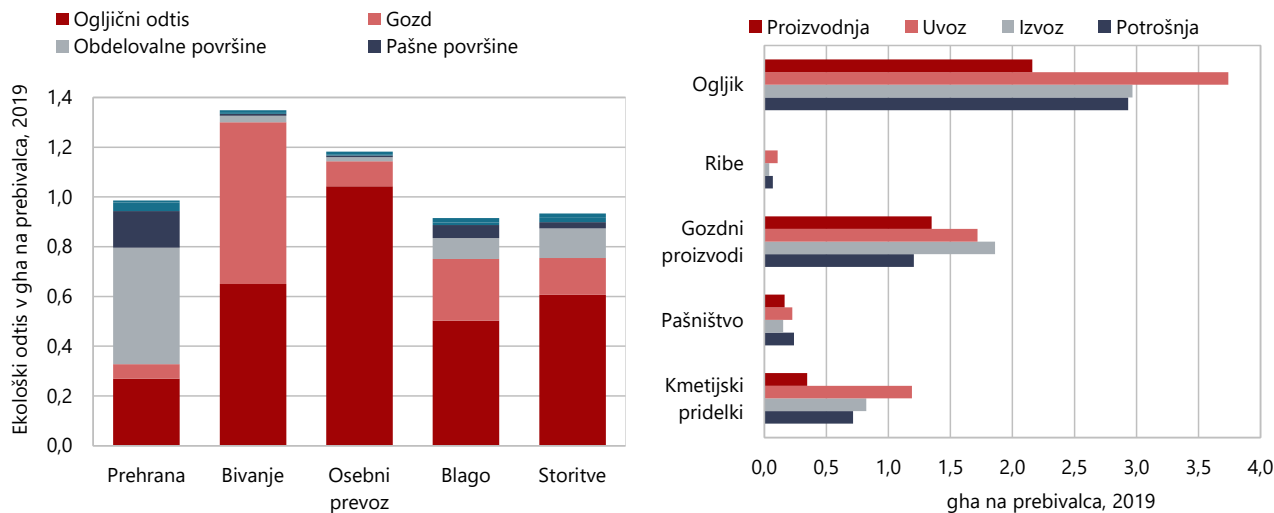 Ogljični odtis
Gozd
Obdelovalne površine
Pašne površine
Ekološki odtis v gha na prebivalca, 2019
1,4
1,2
1,0
0,8
0,6
0,4
0,2
0,0
Prehrana
Bivanje
Osebni
prevoz
Blago
Storitve
Proizvodnja
Uvoz
Izvoz
Potrošnja
Ogljik
Ribe
Gozdni
proizvodi
Pašništvo
Kmetijski
pridelki
0,0
0,5
1,0
1,5
2,0
2,5
3,0
3,5
4,0
gha na prebivalca, 2019